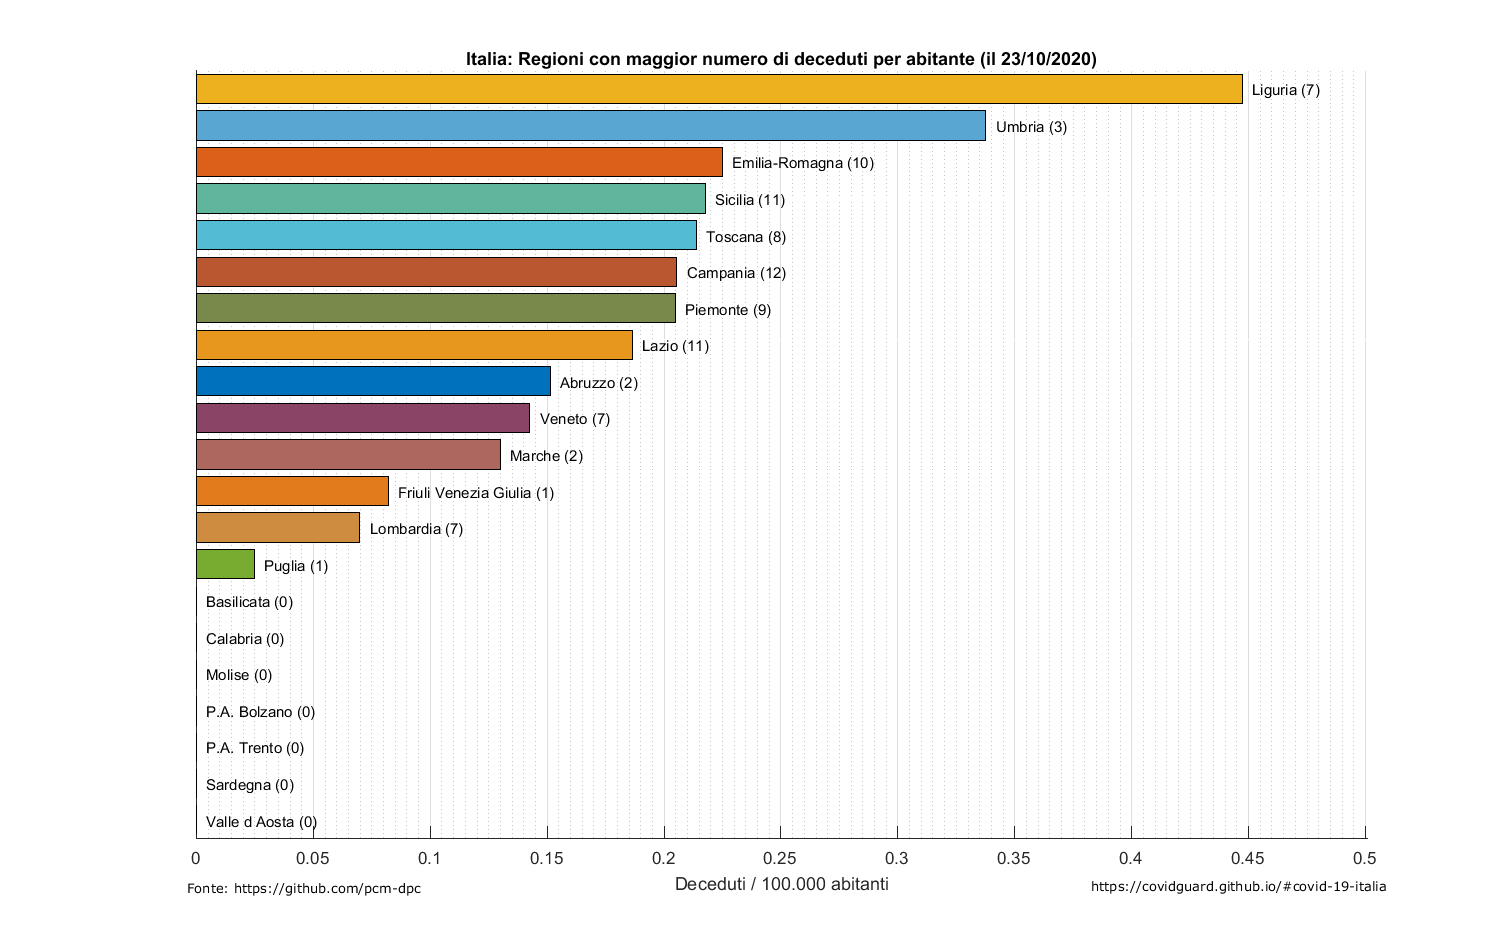 Italia: Regioni con maggior numero di deceduti per abitante (il 23/10/2020)
Liguria (7)
Umbria (3)
Emilia-Romagna (10)
Sicilia (11)
Toscana (8)
Campania (12)
Piemonte (9)
Lazio (11)
Abruzzo (2)
Veneto (7)
Marche (2)
Friuli Venezia Giulia (1)
Lombardia (7)
Puglia (1)
Basilicata (0)
Calabria (0)
Molise (0)
P.A. Bolzano (0)
P.A. Trento (0)
Sardegna (0)
Valle d Aosta (0)
0 0.05 0.1 0.15 0.2 0.25 0.3 0.35 0.4 0.45 0.5
Deceduti / 100.000 abitanti
Fonte: https://github.com/pcm-dpc
https://covidguard.github.io/#covid-19-italia